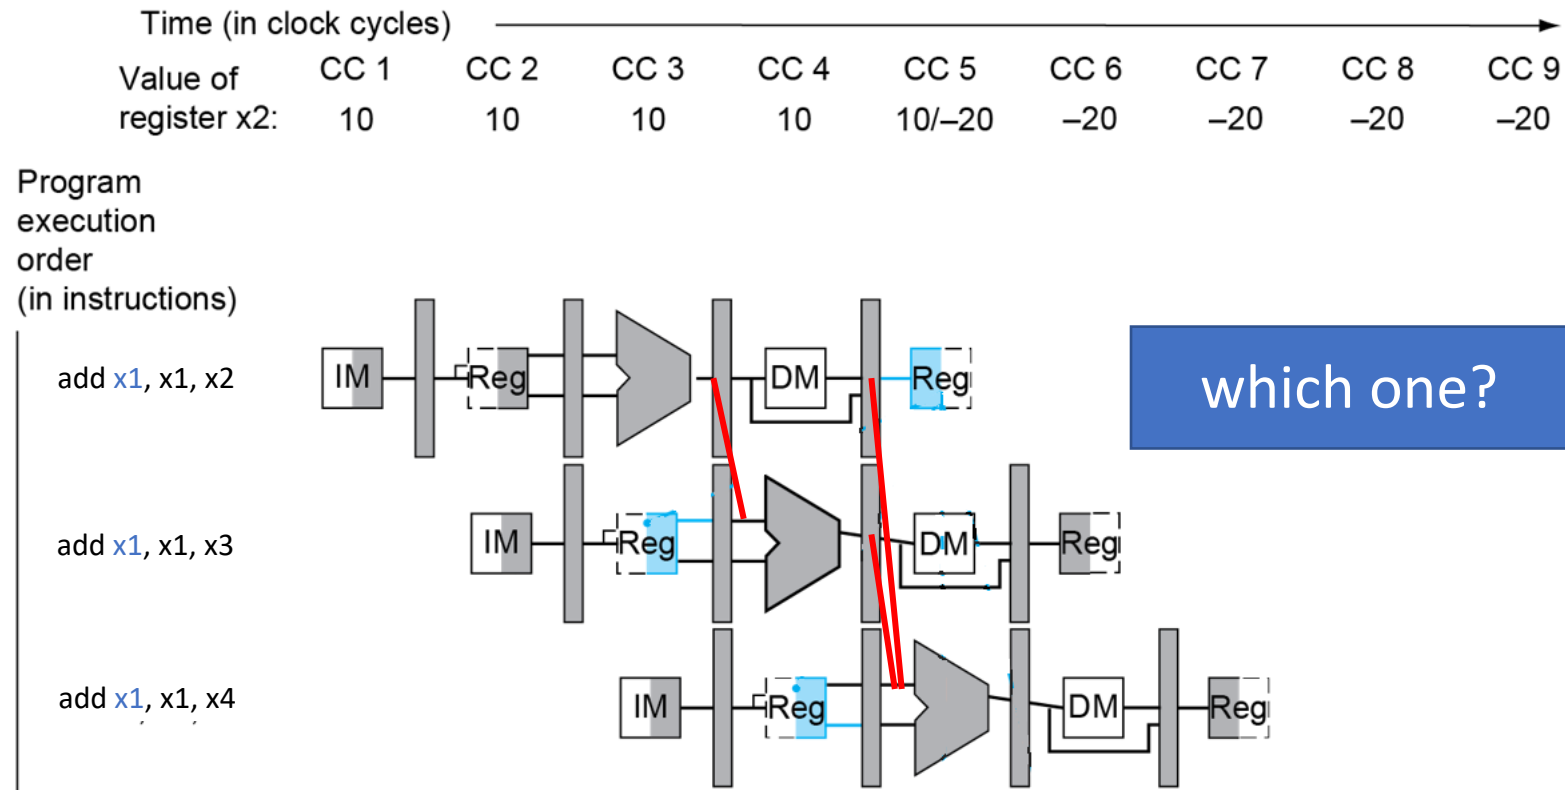 Time (in clock cycles)
CC 1 CC 2 CC 3 CC 4 CC 5 CC 6 CC 7 CC 8 CC 9
Value of
register x2: 10 10 10 10 10/–20 –20 –20 –20 –20
Program
execution
order
(in instructions)
add x1, x1, x2 IM Reg DM Reg
which one?
add x1, x1, x3 IM Reg DM Reg
add x1, x1, x4 IM Reg DM Reg